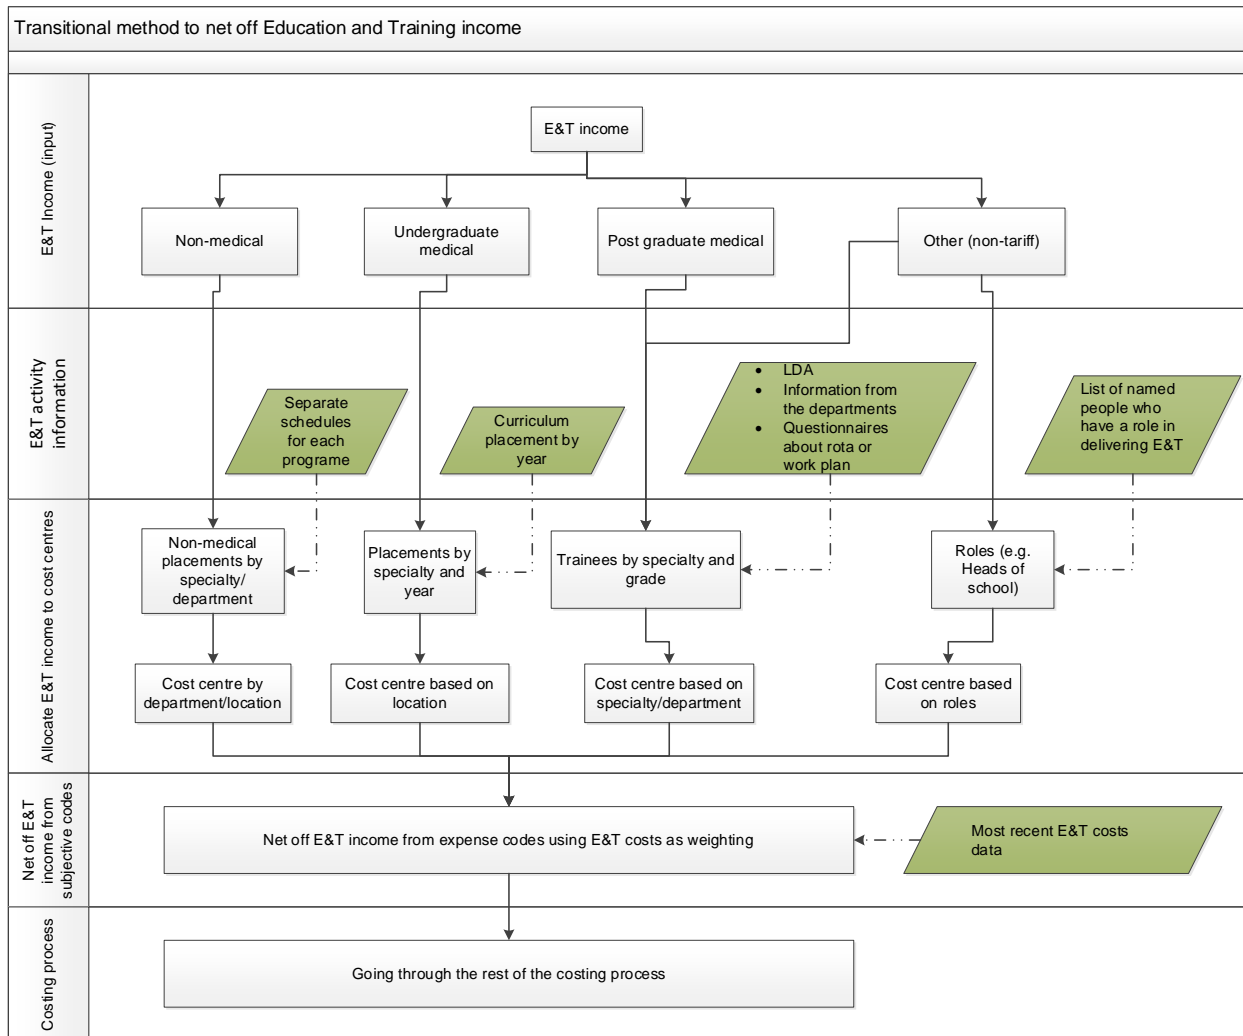 Transitional method to net off Education and Training income
E&T Income (input)
E&T income
Non-medical
Undergraduate
medical
Post graduate medical
Other (non-tariff)
E&T activity
information
Separate
schedules
for each
programe
Curriculum
placement by
year
• LDA
• Information from
the departments
• Questionnaires
about rota or
work plan
List of named
people who
have a role in
delivering E&T
Allocate E&T income to cost centres
Non-medical
placements by
specialty/
department
Placements by
specialty and
year
Trainees by specialty and
grade
Roles (e.g.
Heads of
school)
Cost centre by
department/location
Cost centre based on
location
Cost centre based on
specialty/department
Cost centre based
on roles
Net off E&T
income from
subjective codes
Net off E&T income from expense codes using E&T costs as weighting
Most recent E&T costs
data
Costing process
Going through the rest of the costing process